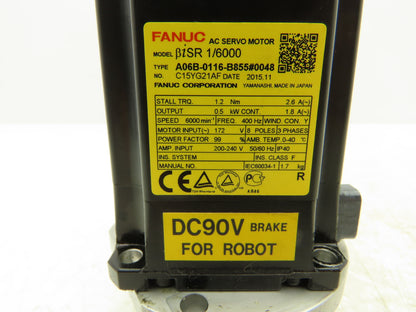 FANUC AC SERVO MOTOR
MODEL βiSR 1/6000
TYPE A06B-0116-B855#0048
NO. C15YG21AF DATE 2015.11
FANUC CORPORATION YAMANASHI, MADE IN JAPAN
STALL TRQ. 1.2 Nm 2.6 A(~)
OUTPUT 0.5 kW CONT. 1.8 A(~)
SPEED 6000 min⁻¹ FREQ. 400 Hz WIND. CON. Y
MOTOR INPUT(~) 172 V 8 POLES 3 PHASES
POWER FACTOR 99 % AMB. TEMP. 0-40 ℃
AMP. INPUT 200-240 V 50/60 Hz IP40
INS. SYSTEM INS. CLASS F
MANUAL NO. IEC60034-1 1.7 kg
CE R
DC90V BRAKE
FOR ROBOT